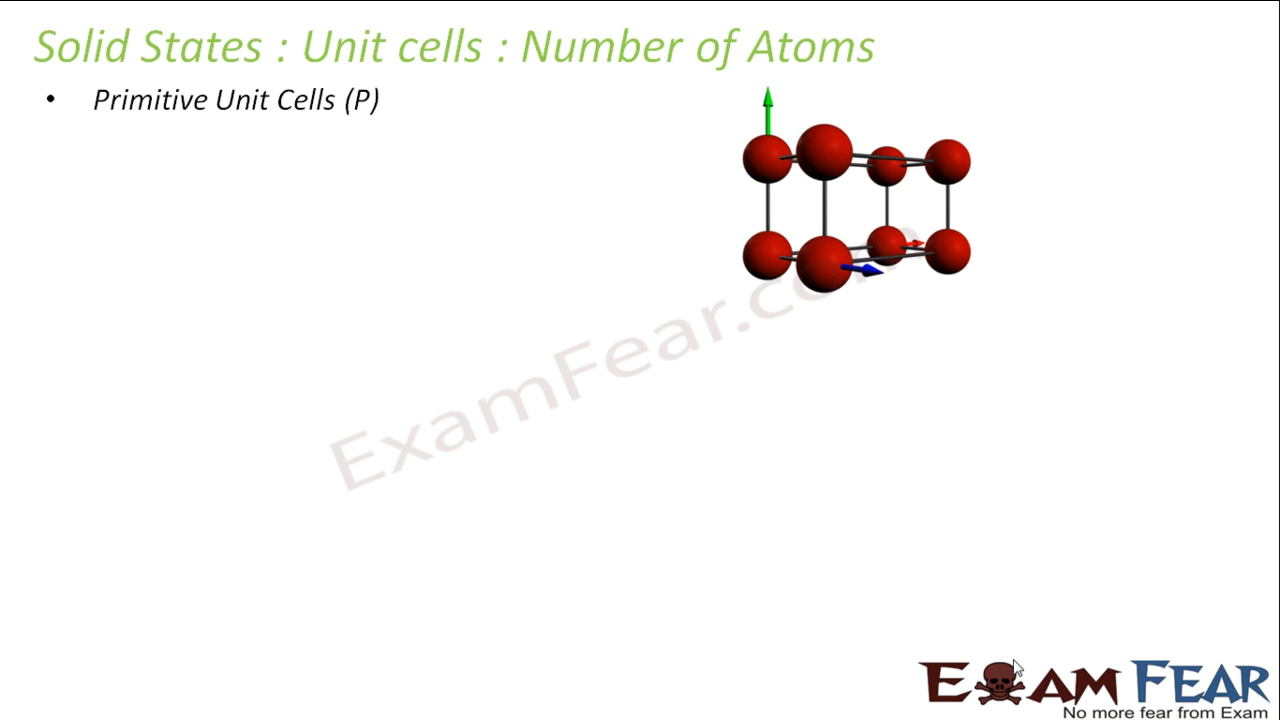 Solid States : Unit cells : Number of Atoms
• Primitive Unit Cells (P)
ExamFear.com
EXAM FEAR
No more fear from Exam